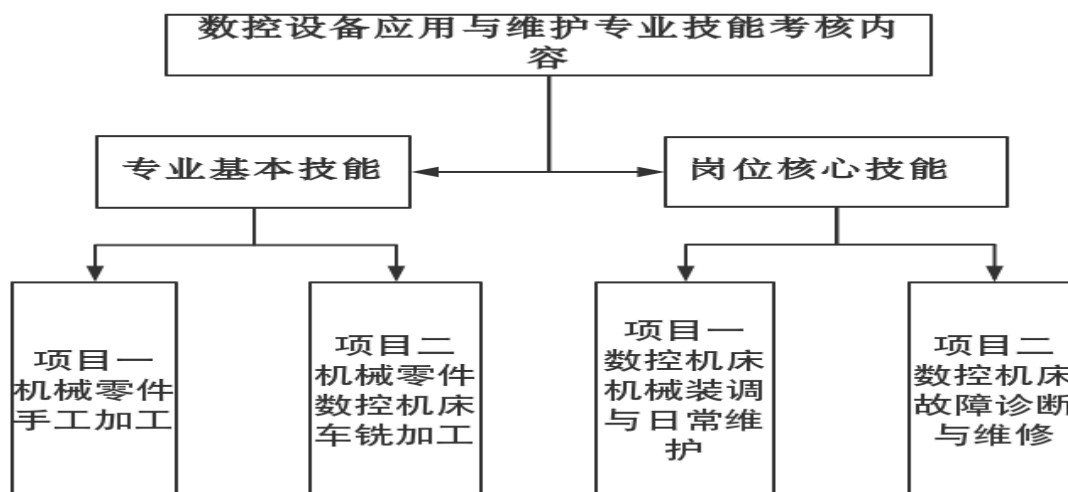 数控设备应用与维护专业技能考核内
容
专业基本技能
岗位核心技能
项目一
机械零件
手工加工
项目二
机械零件
数控机床
车铣加工
项目一
数控机床
机械装调
与日常维
护
项目二
数控机床
故障诊断
与维修